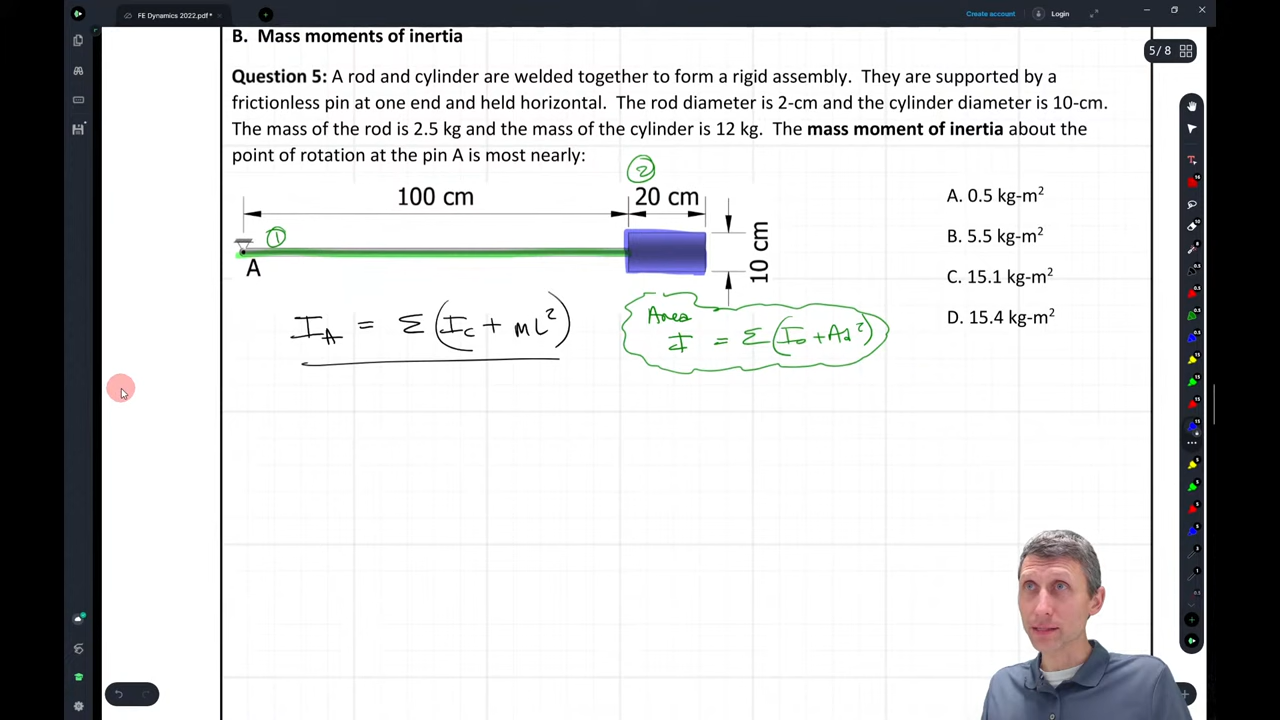 FE Dynamics 2022.pdf*
Create account
Login
5/8
B. Mass moments of inertia
Question 5: A rod and cylinder are welded together to form a rigid assembly. They are supported by a
frictionless pin at one end and held horizontal. The rod diameter is 2-cm and the cylinder diameter is 10-cm.
The mass of the rod is 2.5 kg and the mass of the cylinder is 12 kg. The mass moment of inertia about the
point of rotation at the pin A is most nearly:
②
100 cm
20 cm
①
A
10 cm
A. 0.5 kg-m²
B. 5.5 kg-m²
C. 15.1 kg-m²
D. 15.4 kg-m²
I_A = Σ(I_C + mL²)
Area
I = Σ(I_o + Ad²)